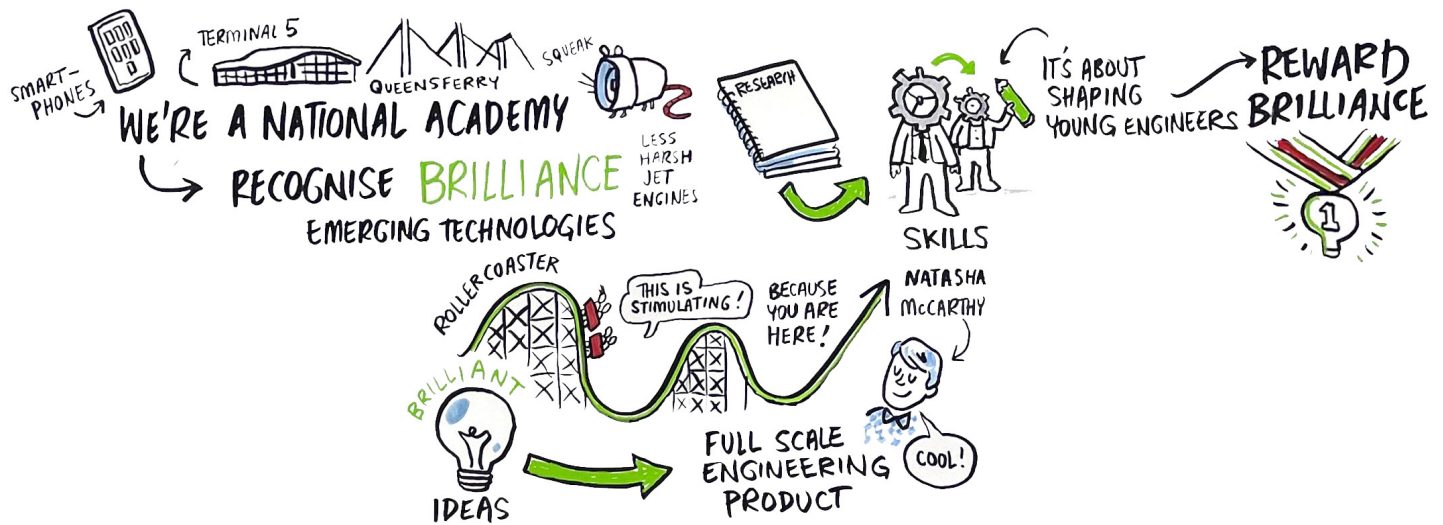 SMART-
PHONES
TERMINAL 5
QUEENSFERRY
SQUEAK
WE'RE A NATIONAL ACADEMY
RECOGNISE BRILLIANCE
EMERGING TECHNOLOGIES
LESS
HARSH
JET
ENGINES
RESEARCH
SKILLS
IT'S ABOUT
SHAPING
YOUNG ENGINEERS
REWARD
BRILLIANCE
1
ROLLERCOASTER
THIS IS
STIMULATING!
BECAUSE
YOU ARE
HERE!
NATASHA
McCARTHY
COOL!
BRILLIANT
IDEAS
FULL SCALE
ENGINEERING
PRODUCT